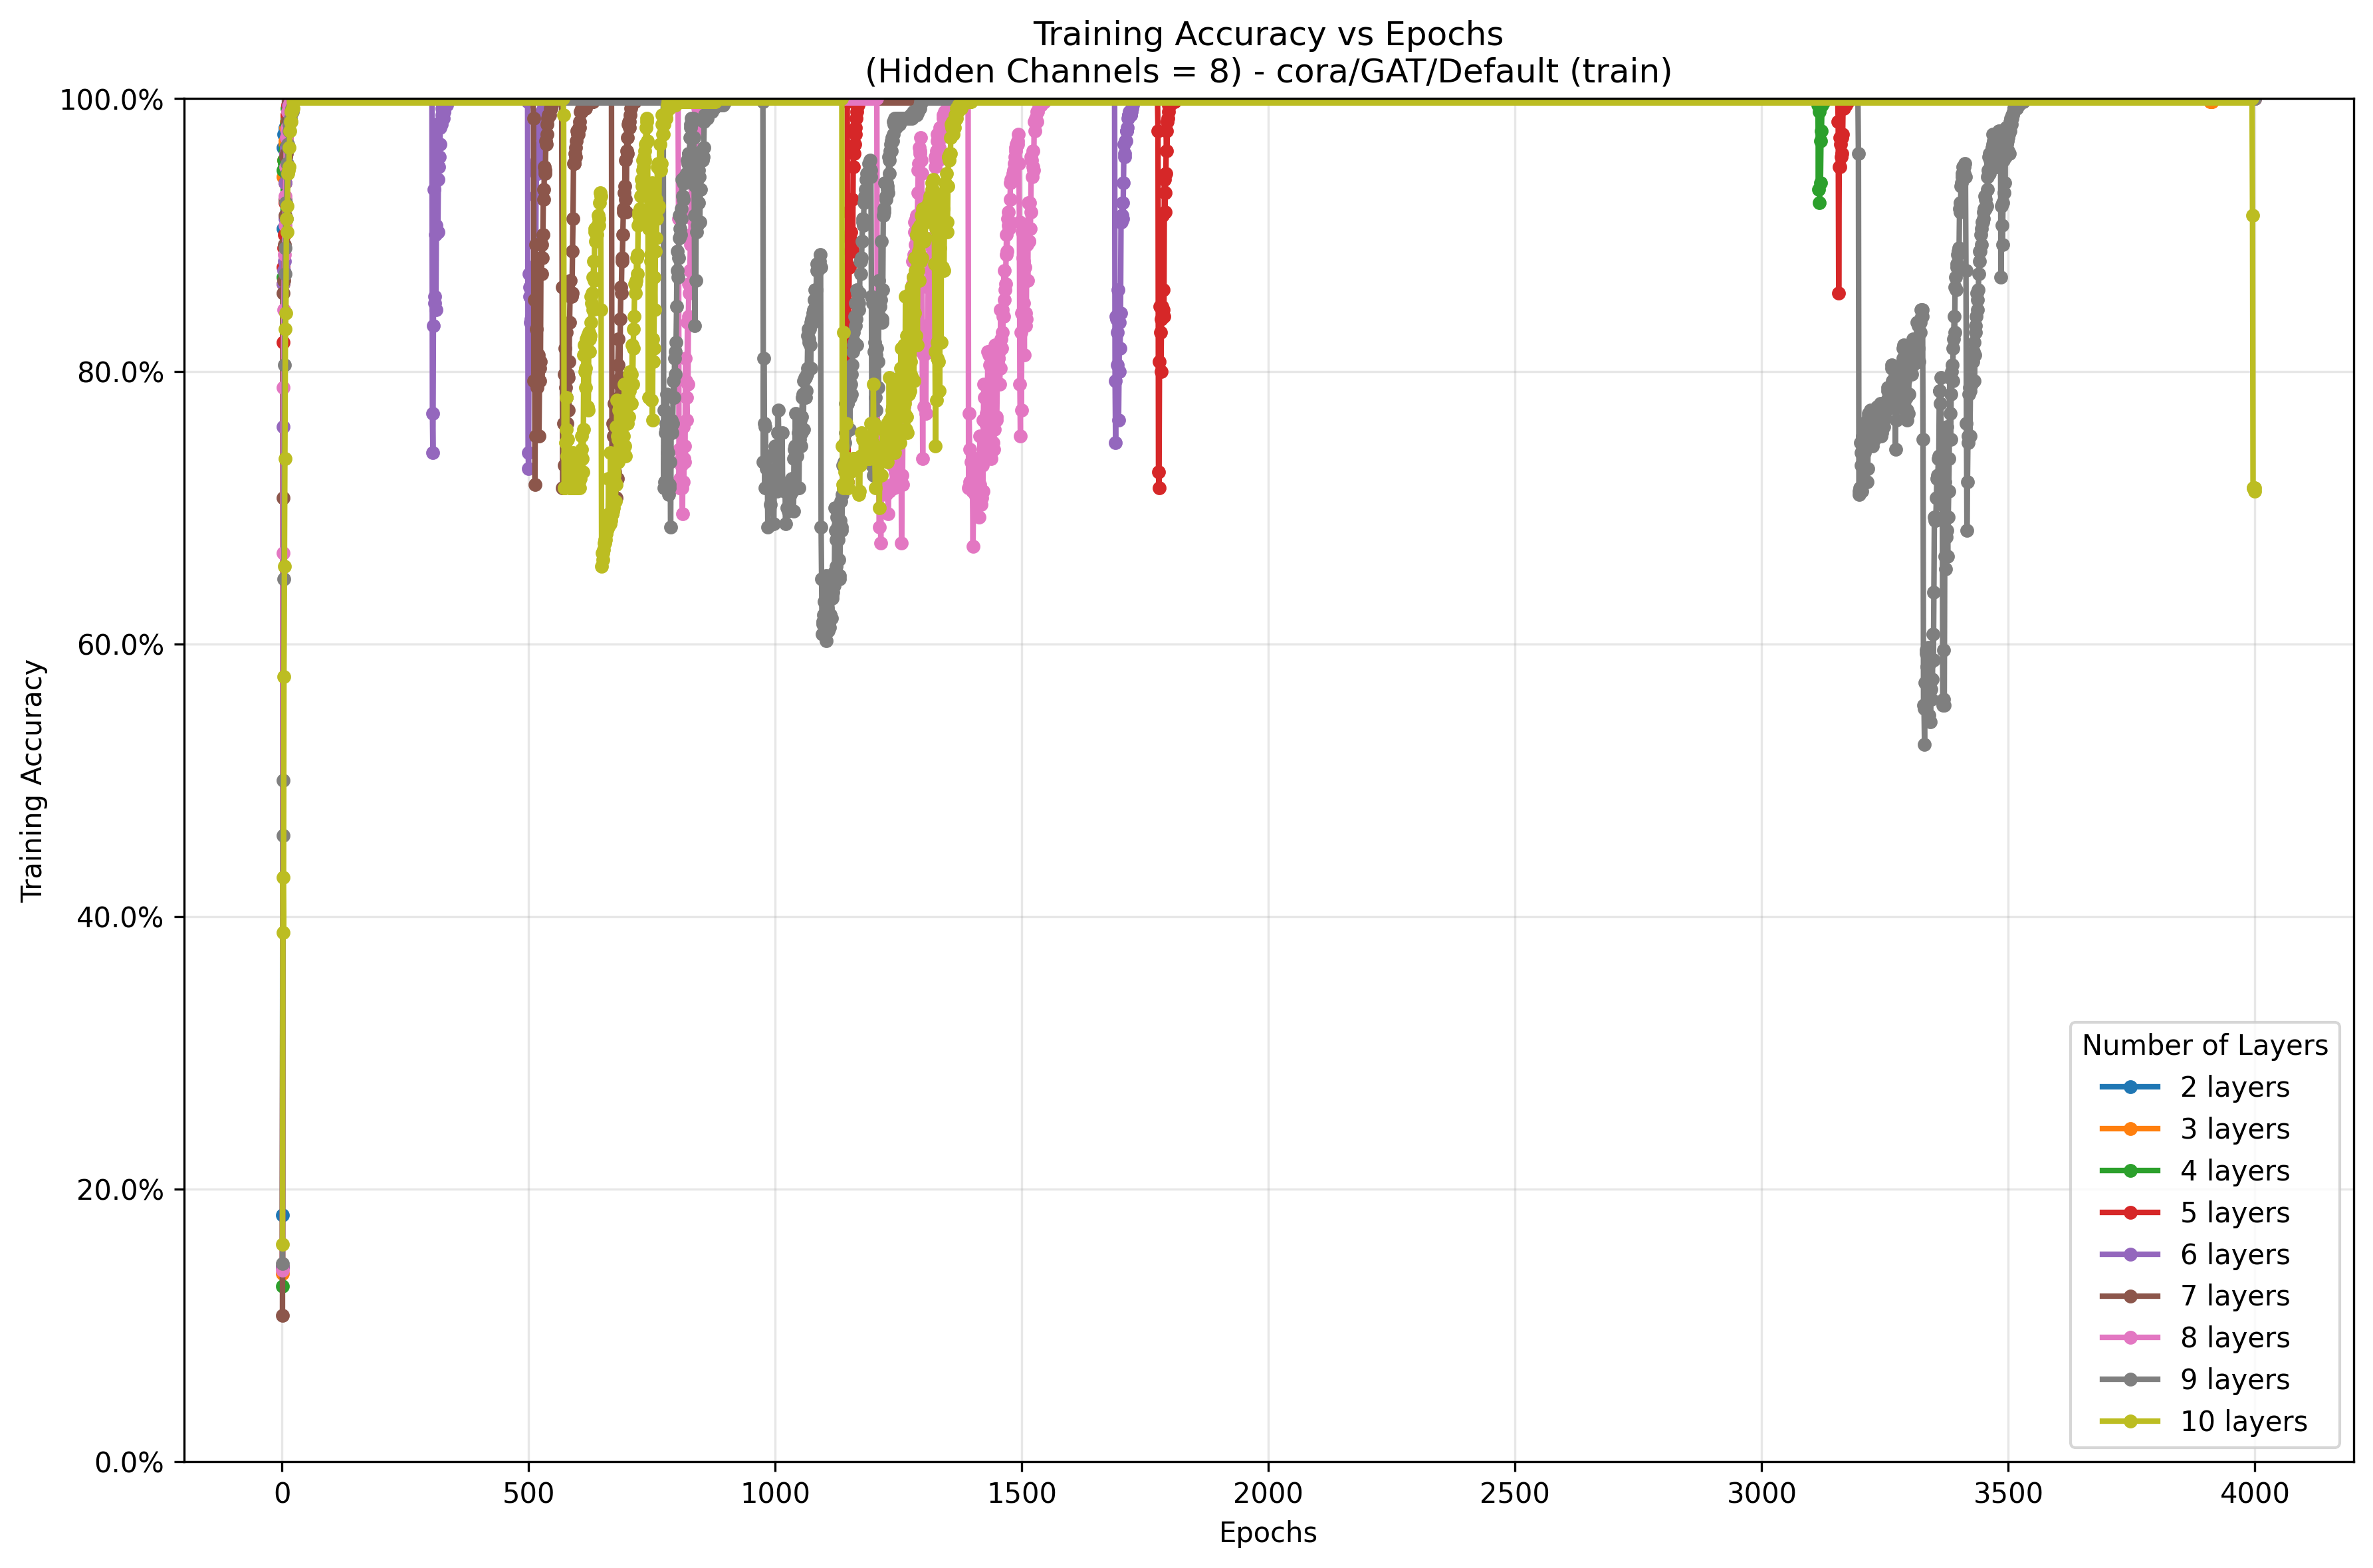 Training Accuracy vs Epochs
(Hidden Channels = 8) - cora/GAT/Default (train)
Training Accuracy
100.0%
80.0%
60.0%
40.0%
20.0%
0.0%
Number of Layers
2 layers
3 layers
4 layers
5 layers
6 layers
7 layers
8 layers
9 layers
10 layers
0 500 1000 1500 2000 2500 3000 3500 4000
Epochs